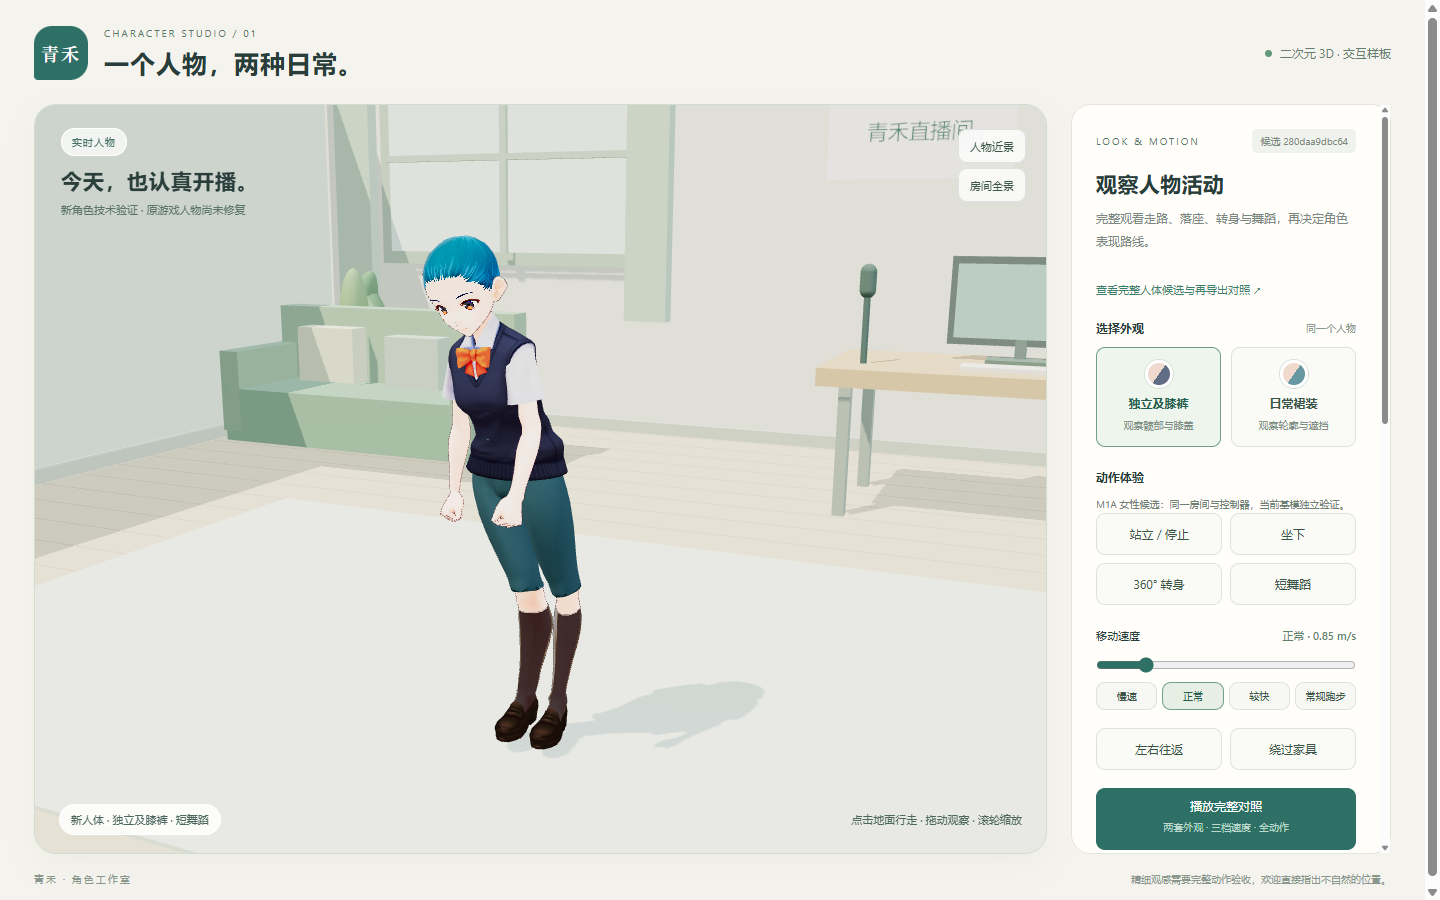 青禾
CHARACTER STUDIO / 01
一个人物，两种日常。
二次元 3D · 交互样板
实时人物
今天，也认真开播。
新角色技术验证 · 原游戏人物尚未修复
青禾直播间
人物近景
房间全景
新人体 · 独立及膝裤 · 短舞蹈
点击地面行走 · 拖动观察 · 滚轮缩放
LOOK & MOTION
候选 280daa9dbc64
观察人物活动
完整观看走路、落座、转身与舞蹈，再决定角色
表现路线。
查看完整人体候选与再导出对照 ↗
选择外观
同一个人物
独立及膝裤
观察髋部与膝盖
日常裙装
观察轮廓与遮挡
动作体验
M1A 女性候选：同一房间与控制器，当前基模独立验证。
站立 / 停止
坐下
360° 转身
短舞蹈
移动速度
正常 · 0.85 m/s
慢速
正常
较快
常规跑步
左右往返
绕过家具
播放完整对照
两套外观 · 三档速度 · 全动作
青禾 · 角色工作室
精细观感需要完整动作验收，欢迎直接指出不自然的位置。